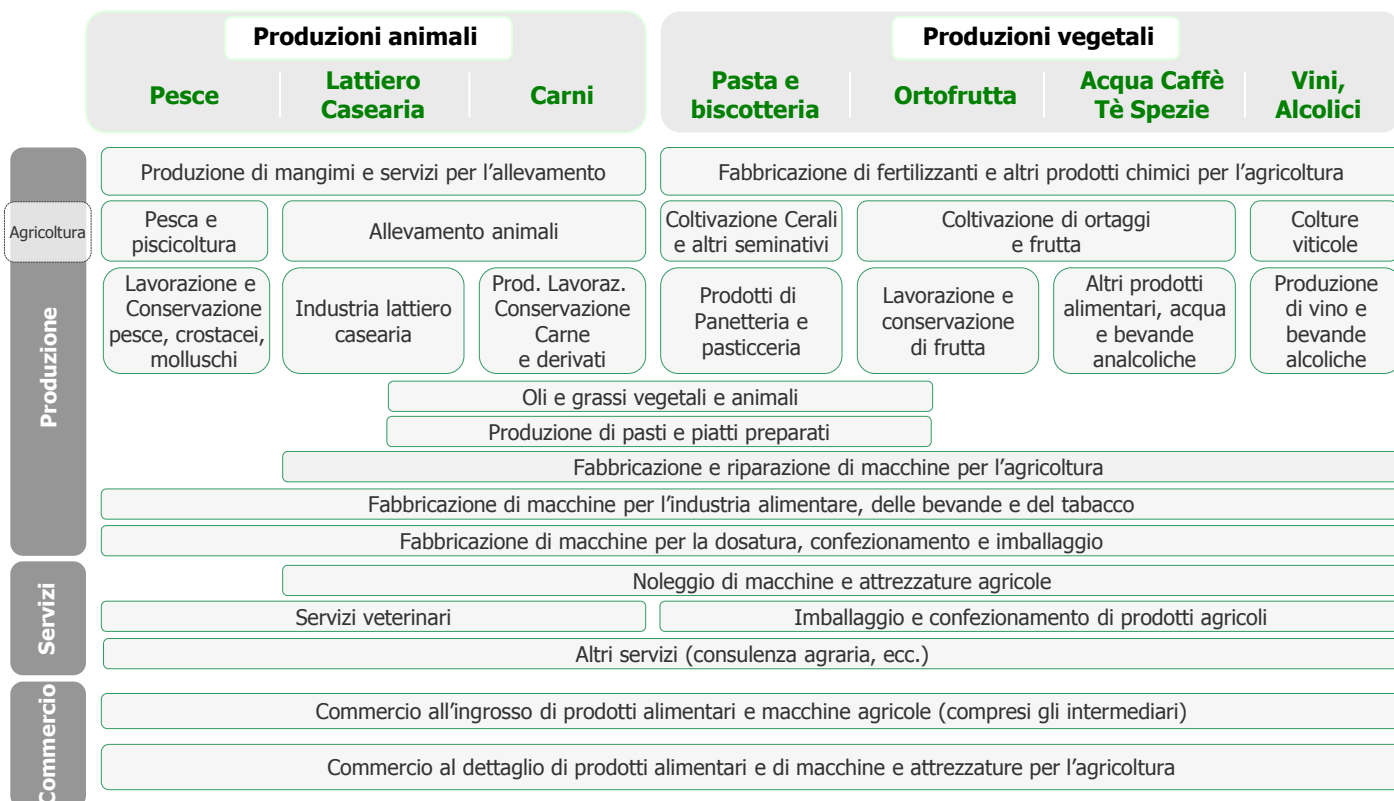 Produzioni animali
Produzioni vegetali
Pesce
Lattiero
Casearia
Carni
Pasta e
biscotteria
Ortofrutta
Acqua Caffè
Tè Spezie
Vini,
Alcolici
Produzione
Agricoltura
Produzione di mangimi e servizi per l'allevamento
Fabbricazione di fertilizzanti e altri prodotti chimici per l'agricoltura
Pesca e
piscicoltura
Allevamento animali
Coltivazione Cerali
e altri seminativi
Coltivazione di ortaggi
e frutta
Colture
viticole
Lavorazione e
Conservazione
pesce, crostacei,
molluschi
Industria lattiero
casearia
Prod. Lavoraz.
Conservazione
Carne
e derivati
Prodotti di
Panetteria e
pasticceria
Lavorazione e
conservazione
di frutta
Altri prodotti
alimentari, acqua
e bevande
analcoliche
Produzione
di vino e
bevande
alcoliche
Oli e grassi vegetali e animali
Produzione di pasti e piatti preparati
Fabbricazione e riparazione di macchine per l'agricoltura
Fabbricazione di macchine per l'industria alimentare, delle bevande e del tabacco
Fabbricazione di macchine per la dosatura, confezionamento e imballaggio
Servizi
Noleggio di macchine e attrezzature agricole
Servizi veterinari
Imballaggio e confezionamento di prodotti agricoli
Altri servizi (consulenza agraria, ecc.)
Commercio
Commercio all'ingrosso di prodotti alimentari e macchine agricole (compresi gli intermediari)
Commercio al dettaglio di prodotti alimentari e di macchine e attrezzature per l'agricoltura